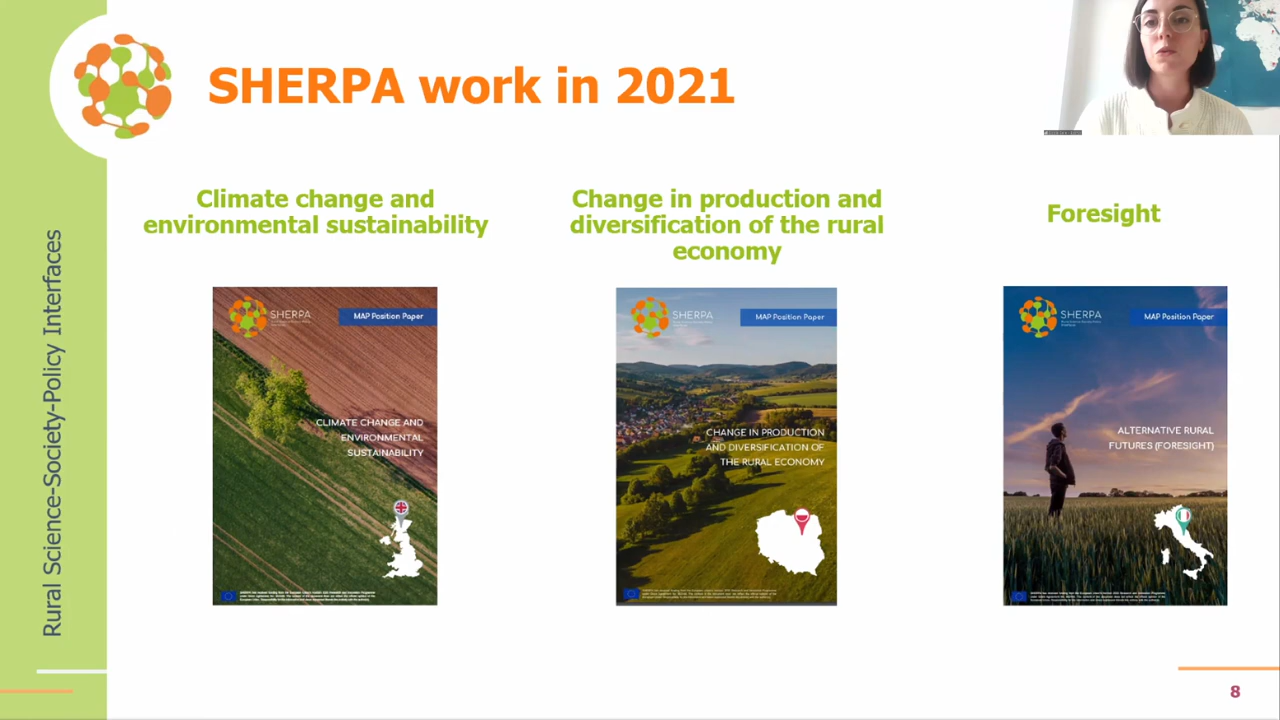 SHERPA work in 2021
Rural Science-Society-Policy Interfaces
Climate change and
environmental sustainability
Change in production and
diversification of the rural
economy
Foresight
SHERPA
MAP Position Paper
CLIMATE CHANGE AND
ENVIRONMENTAL
SUSTAINABILITY
SHERPA
MAP Position Paper
CHANGE IN PRODUCTION
AND DIVERSIFICATION OF
THE RURAL ECONOMY
SHERPA
MAP Position Paper
ALTERNATIVE RURAL
FUTURES (FORESIGHT)
8